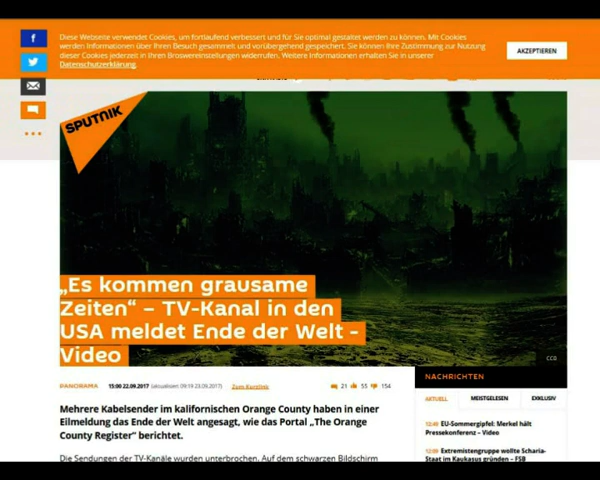 Diese Webseite verwendet Cookies, um fortlaufend verbessert und für Sie optimal gestaltet werden zu können. Mit Cookies
werden Informationen über Ihren Besuch gesammelt und vorübergehend gespeichert. Sie können Ihre Zustimmung zur Nutzung
dieser Cookies jederzeit in Ihren Broswereinstellungen widerrufen. Weitere Informationen erhalten Sie in unserer
Datenschutzerklärung.
AKZEPTIEREN
SPUTNIK
„Es kommen grausame
Zeiten“ – TV-Kanal in den
USA meldet Ende der Welt -
Video
CC0
PANORAMA 15:00 22.09.2017 (aktualisiert 09:19 23.09.2017) Zum Kurzlink 21 55 154
Mehrere Kabelsender im kalifornischen Orange County haben in einer
Eilmeldung das Ende der Welt angesagt, wie das Portal „The Orange
County Register“ berichtet.
Die Sendungen der TV-Kanäle wurden unterbrochen. Auf dem schwarzen Bildschirm
NACHRICHTEN
AKTUELL MEISTGELESEN EXKLUSIV
EU-Sommergipfel: Merkel hält
Pressekonferenz – Video
Extremistengruppe wollte Scharia-
Staat im Kaukasus gründen – FSB